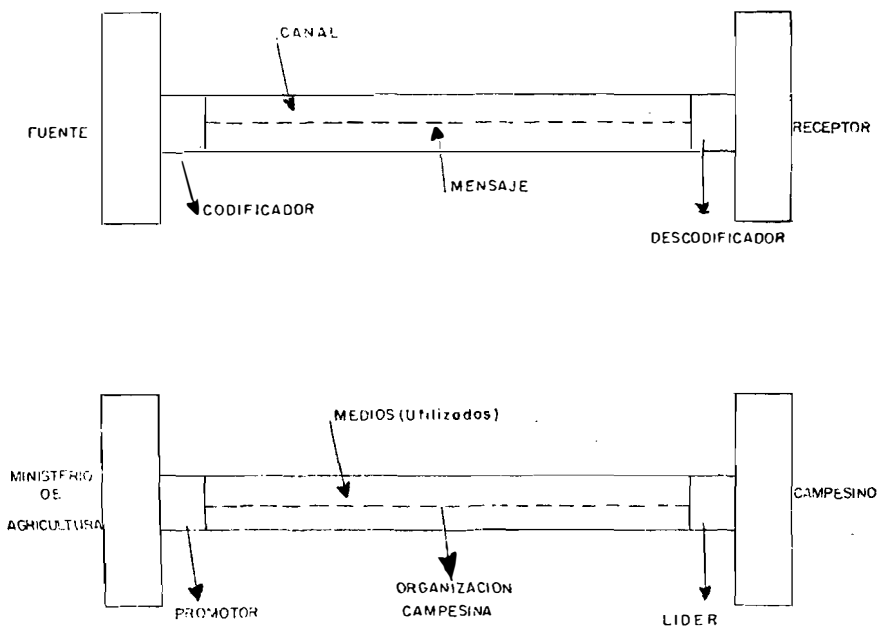 CANAL
FUENTE
RECEPTOR
MENSAJE
CODIFICADOR
DESCODIFICADOR
MEDIOS (Utilizados)
MINISTERIO
DE
AGRICULTURA
CAMPESINO
ORGANIZACION
CAMPESINA
PROMOTOR
LIDER